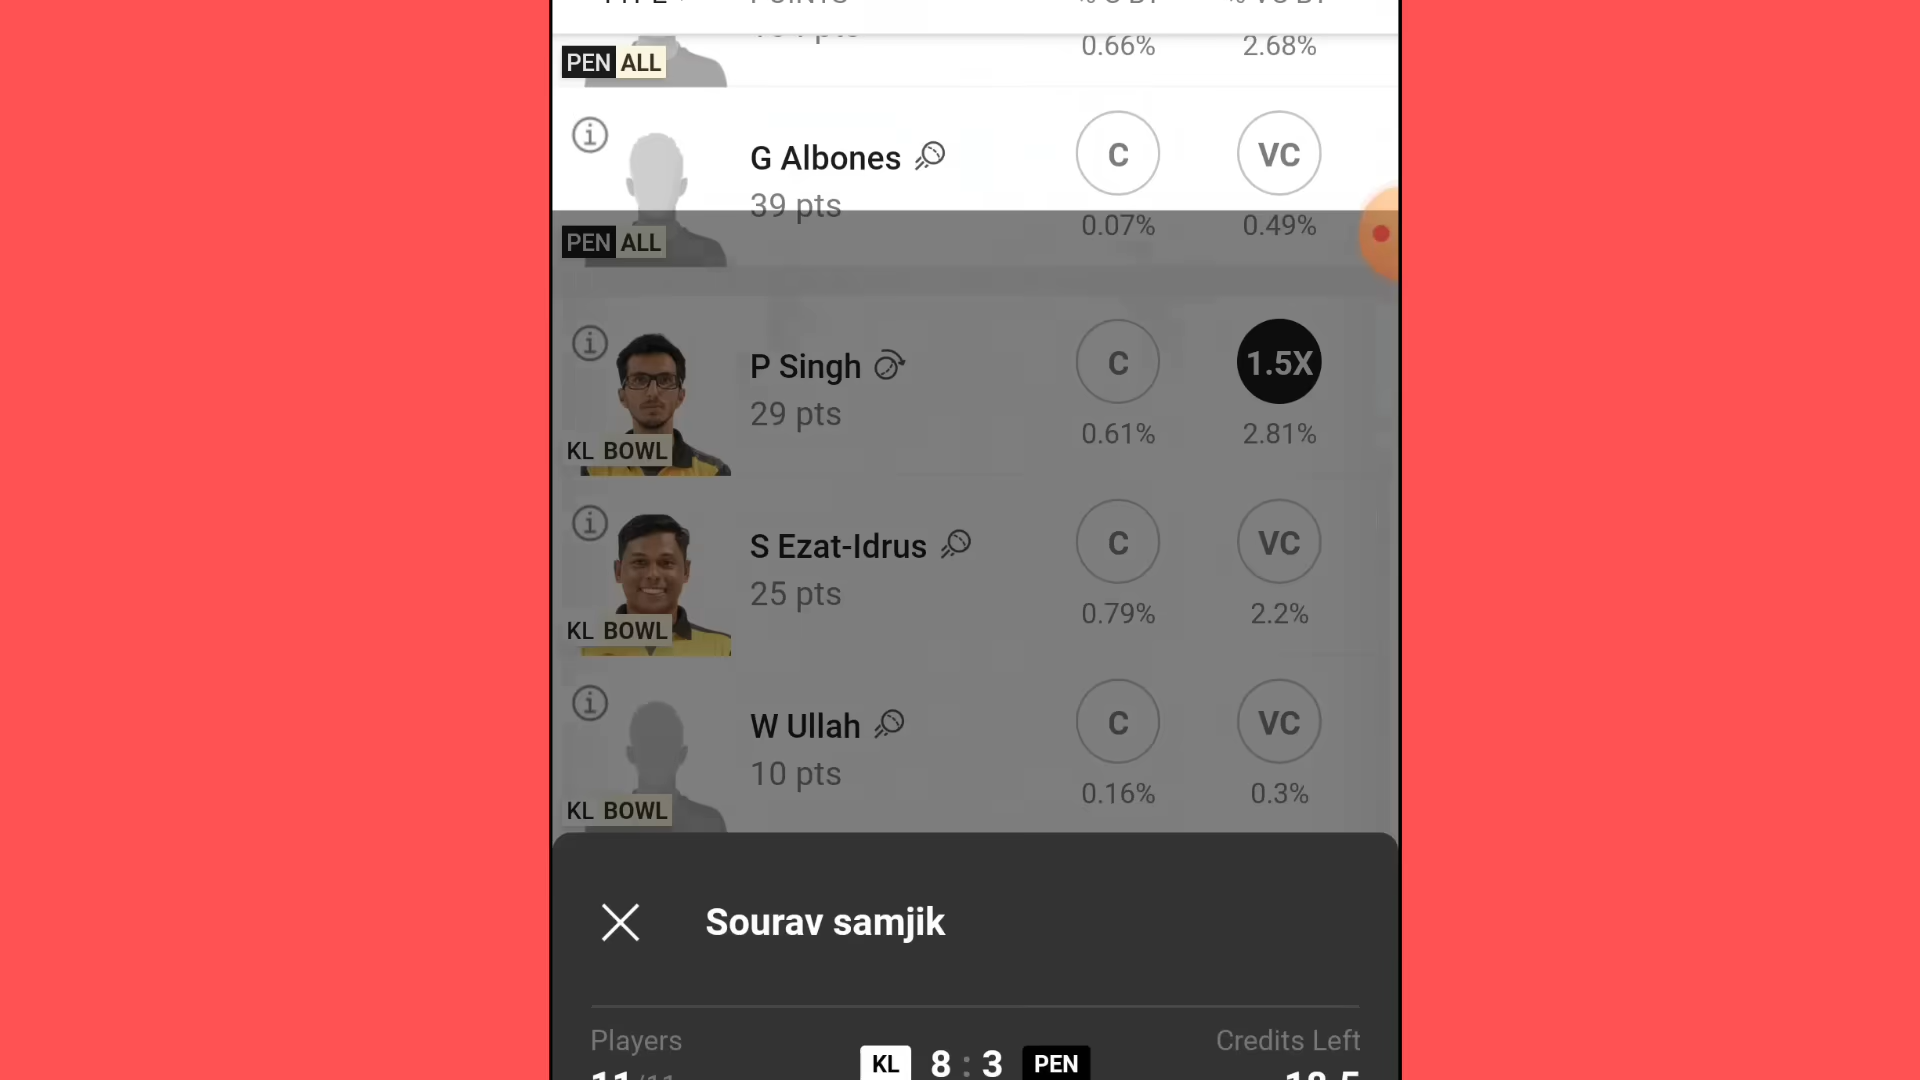 0.66% 2.68%
PEN ALL
G Albones C VC
39 pts
0.07% 0.49%
PEN ALL
P Singh C 1.5X
29 pts
0.61% 2.81%
KL BOWL
S Ezat-Idrus C VC
25 pts
0.79% 2.2%
KL BOWL
W Ullah C VC
10 pts
0.16% 0.3%
KL BOWL
Sourav samjik
Players Credits Left
KL 8 : 3 PEN